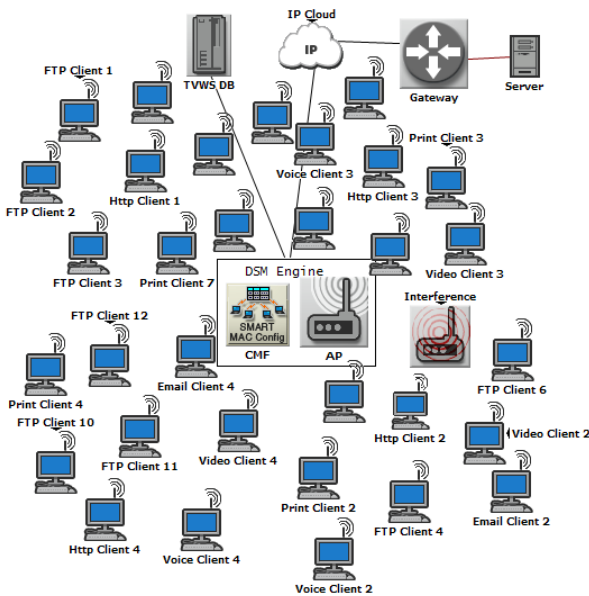 IP Cloud
IP
FTP Client 1
TVWS DB
Gateway
Server
Print Client 3
Voice Client 3
Http Client 1
Http Client 3
FTP Client 2
FTP Client 3
Print Client 7
Video Client 3
DSM Engine
SMART
MAC Config
CMF
AP
Interference
FTP Client 12
Email Client 4
FTP Client 6
Print Client 4
FTP Client 10
Http Client 2
Video Client 2
FTP Client 11
Video Client 4
Print Client 2
Email Client 2
FTP Client 4
Http Client 4
Voice Client 4
Voice Client 2